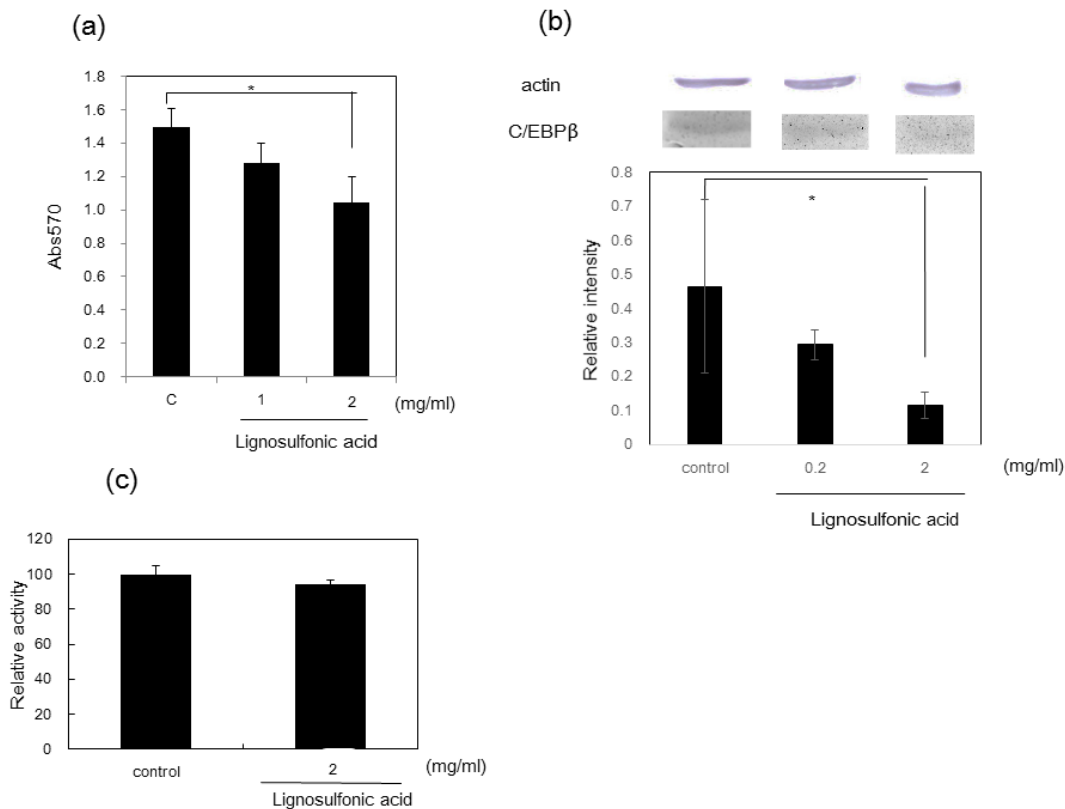 (a)
1.8
1.6
1.4
1.2
1.0
0.8
0.6
0.4
0.2
0.0
Abs570
*
C 1 2 (mg/ml)
Lignosulfonic acid
(b)
actin
C/EBPβ
0.8
0.7
0.6
0.5
0.4
0.3
0.2
0.1
0
Relative intensity
*
control 0.2 2 (mg/ml)
Lignosulfonic acid
(c)
120
100
80
60
40
20
0
Relative activity
control 2 (mg/ml)
Lignosulfonic acid